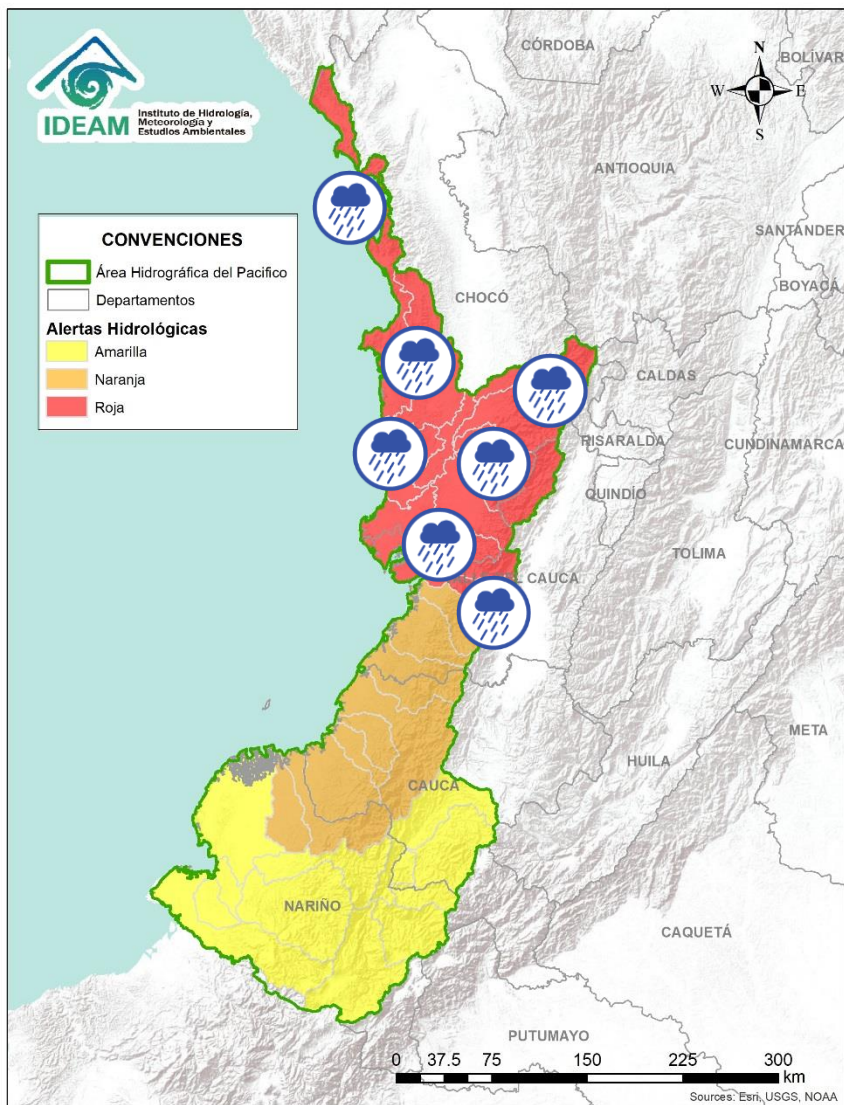 IDEAM
Instituto de Hidrología,
Meteorología y
Estudios Ambientales
N
W
E
S
CÓRDOBA
BOLÍVAR
ANTIOQUIA
SANTANDER
BOYACÁ
CONVENCIONES
Área Hidrográfica del Pacifico
Departamentos
Alertas Hidrológicas
Amarilla
Naranja
Roja
CHOCÓ
CALDAS
RISARALDA
CUNDINAMARCA
QUINDÍO
TOLIMA
CAUCA
META
HUILA
CAUCA
NARIÑO
CAQUETÁ
PUTUMAYO
0 37.5 75 150 225 300
km
Sources: Esri, USGS, NOAA